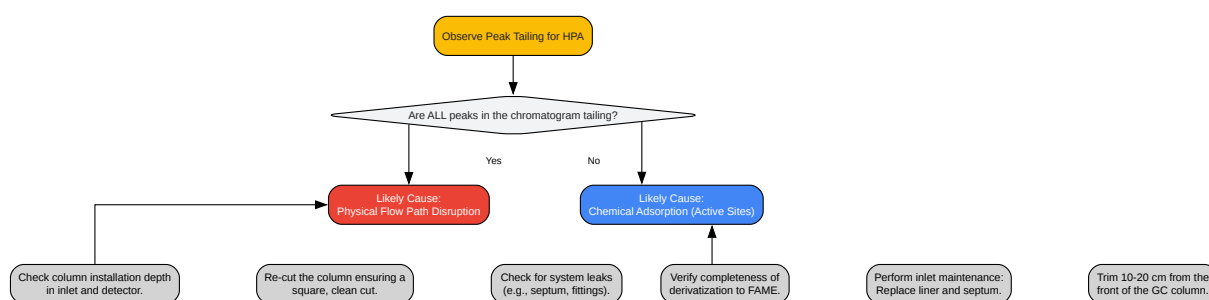 Observe Peak Tailing for HPA
Are ALL peaks in the chromatogram tailing?
Yes
No
Likely Cause:
Physical Flow Path Disruption
Likely Cause:
Chemical Adsorption (Active Sites)
Check column installation depth
in inlet and detector.
Re-cut the column ensuring a
square, clean cut.
Check for system leaks
(e.g., septum, fittings).
Verify completeness of
derivatization to FAME.
Perform inlet maintenance:
Replace liner and septum.
Trim 10-20 cm from the
front of the GC column.